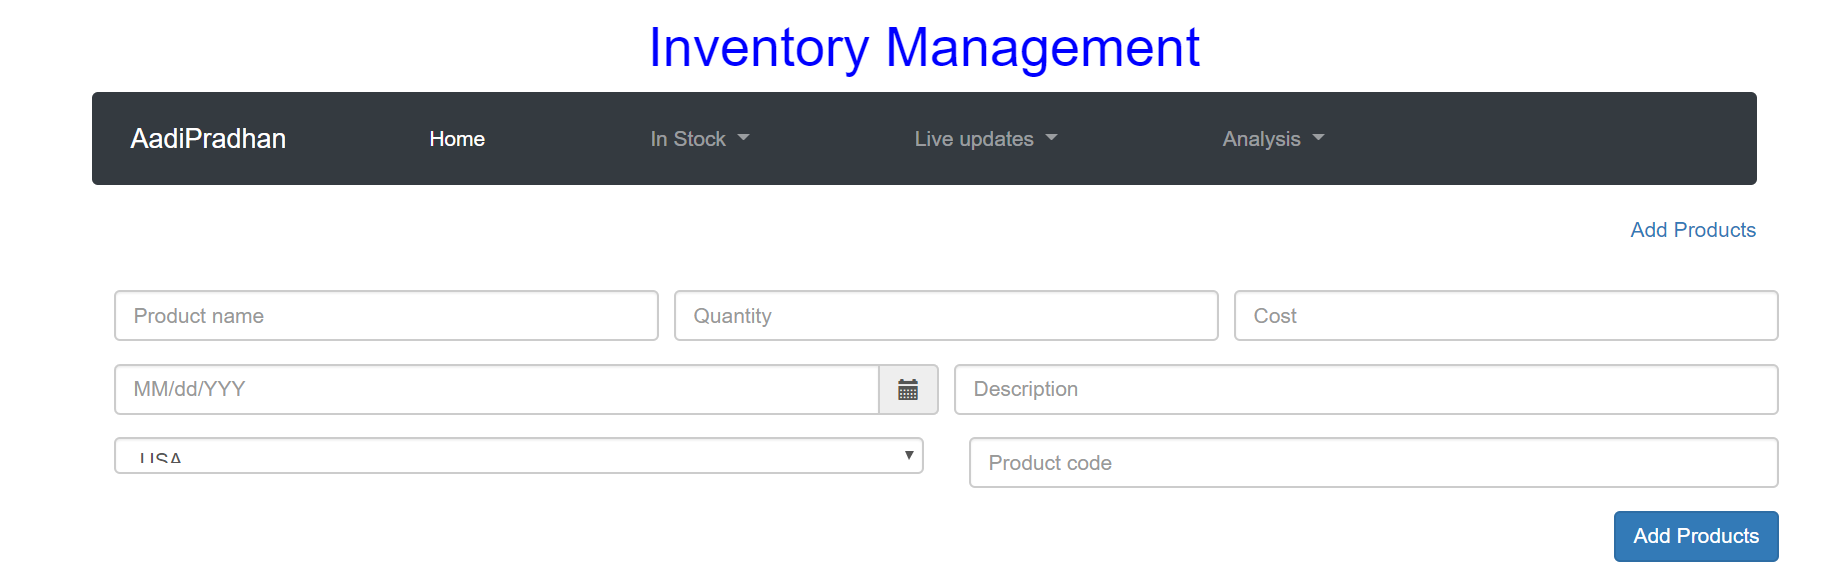 Inventory Management
AadiPradhan Home In Stock Live updates Analysis
Add Products
Product name Quantity Cost
MM/dd/YYY Description
USA Product code
Add Products